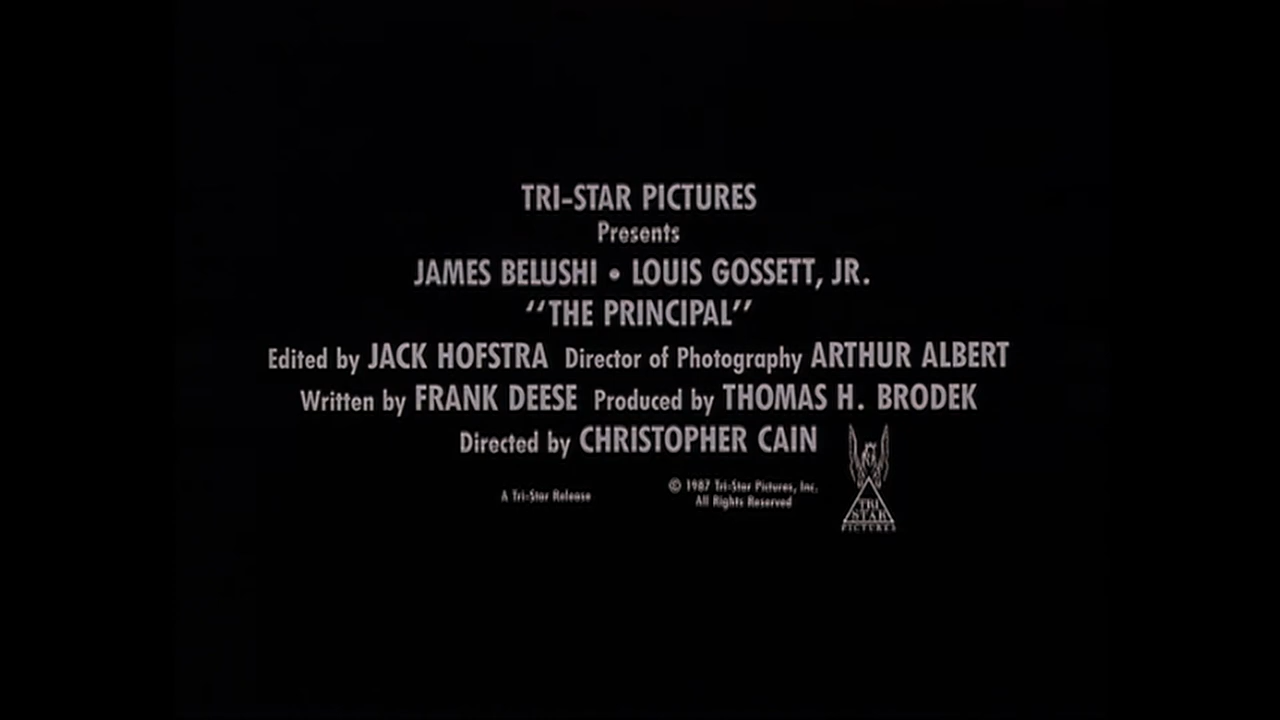 TRI-STAR PICTURES
Presents
JAMES BELUSHI • LOUIS GOSSETT, JR.
"THE PRINCIPAL"
Edited by JACK HOFSTRA Director of Photography ARTHUR ALBERT
Written by FRANK DEESE Produced by THOMAS H. BRODEK
Directed by CHRISTOPHER CAIN
A Tri-Star Release
© 1987 Tri-Star Pictures, Inc.
All Rights Reserved
TRI
STAR
PICTURES